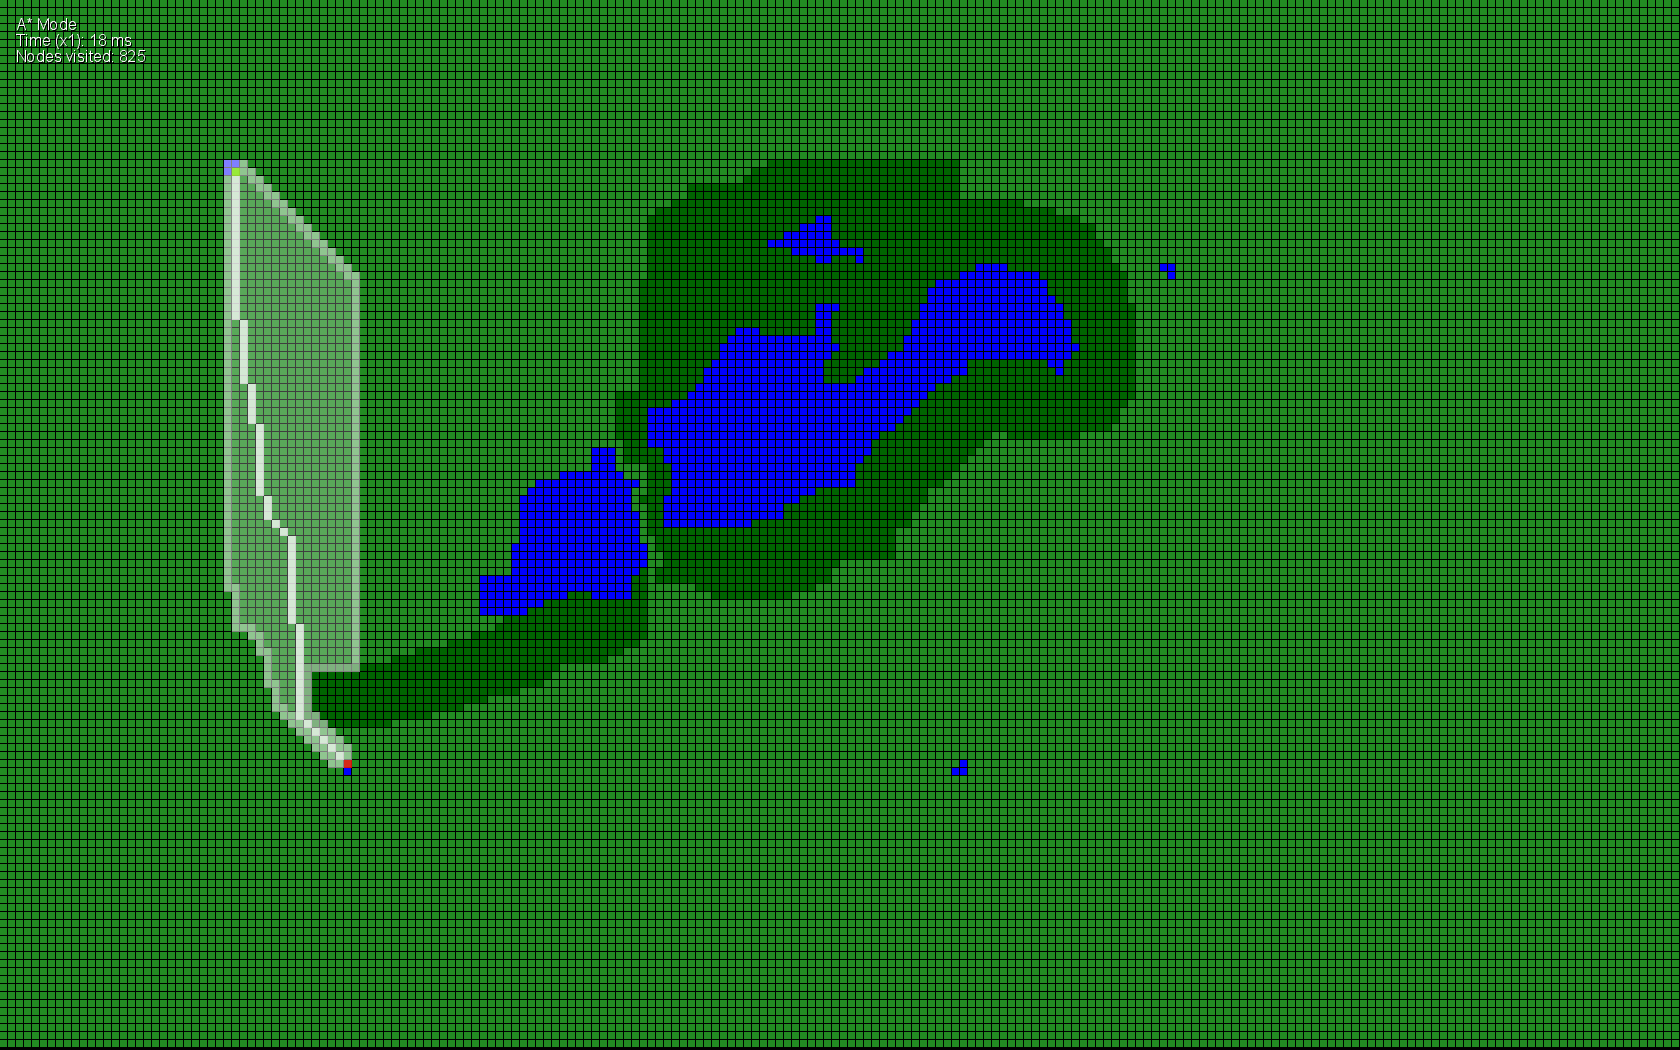 A* Mode
Time (x1): 18 ms
Nodes visited: 825